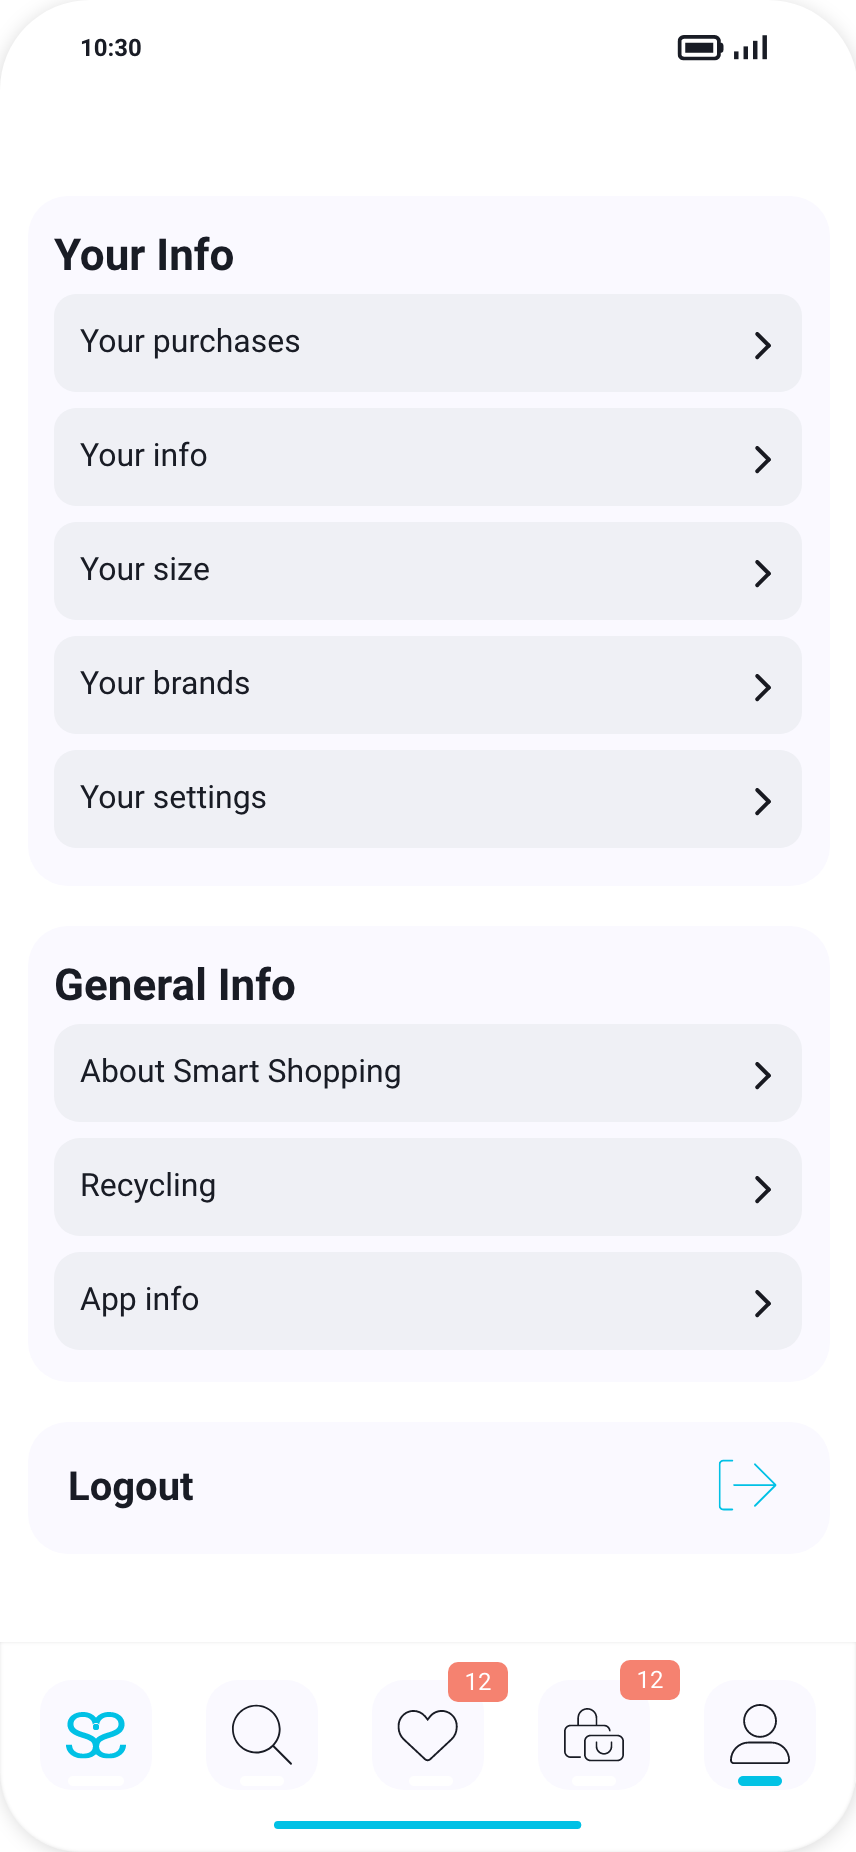 10:30
Your Info
Your purchases
Your info
Your size
Your brands
Your settings
General Info
About Smart Shopping
Recycling
App info
Logout
12
12